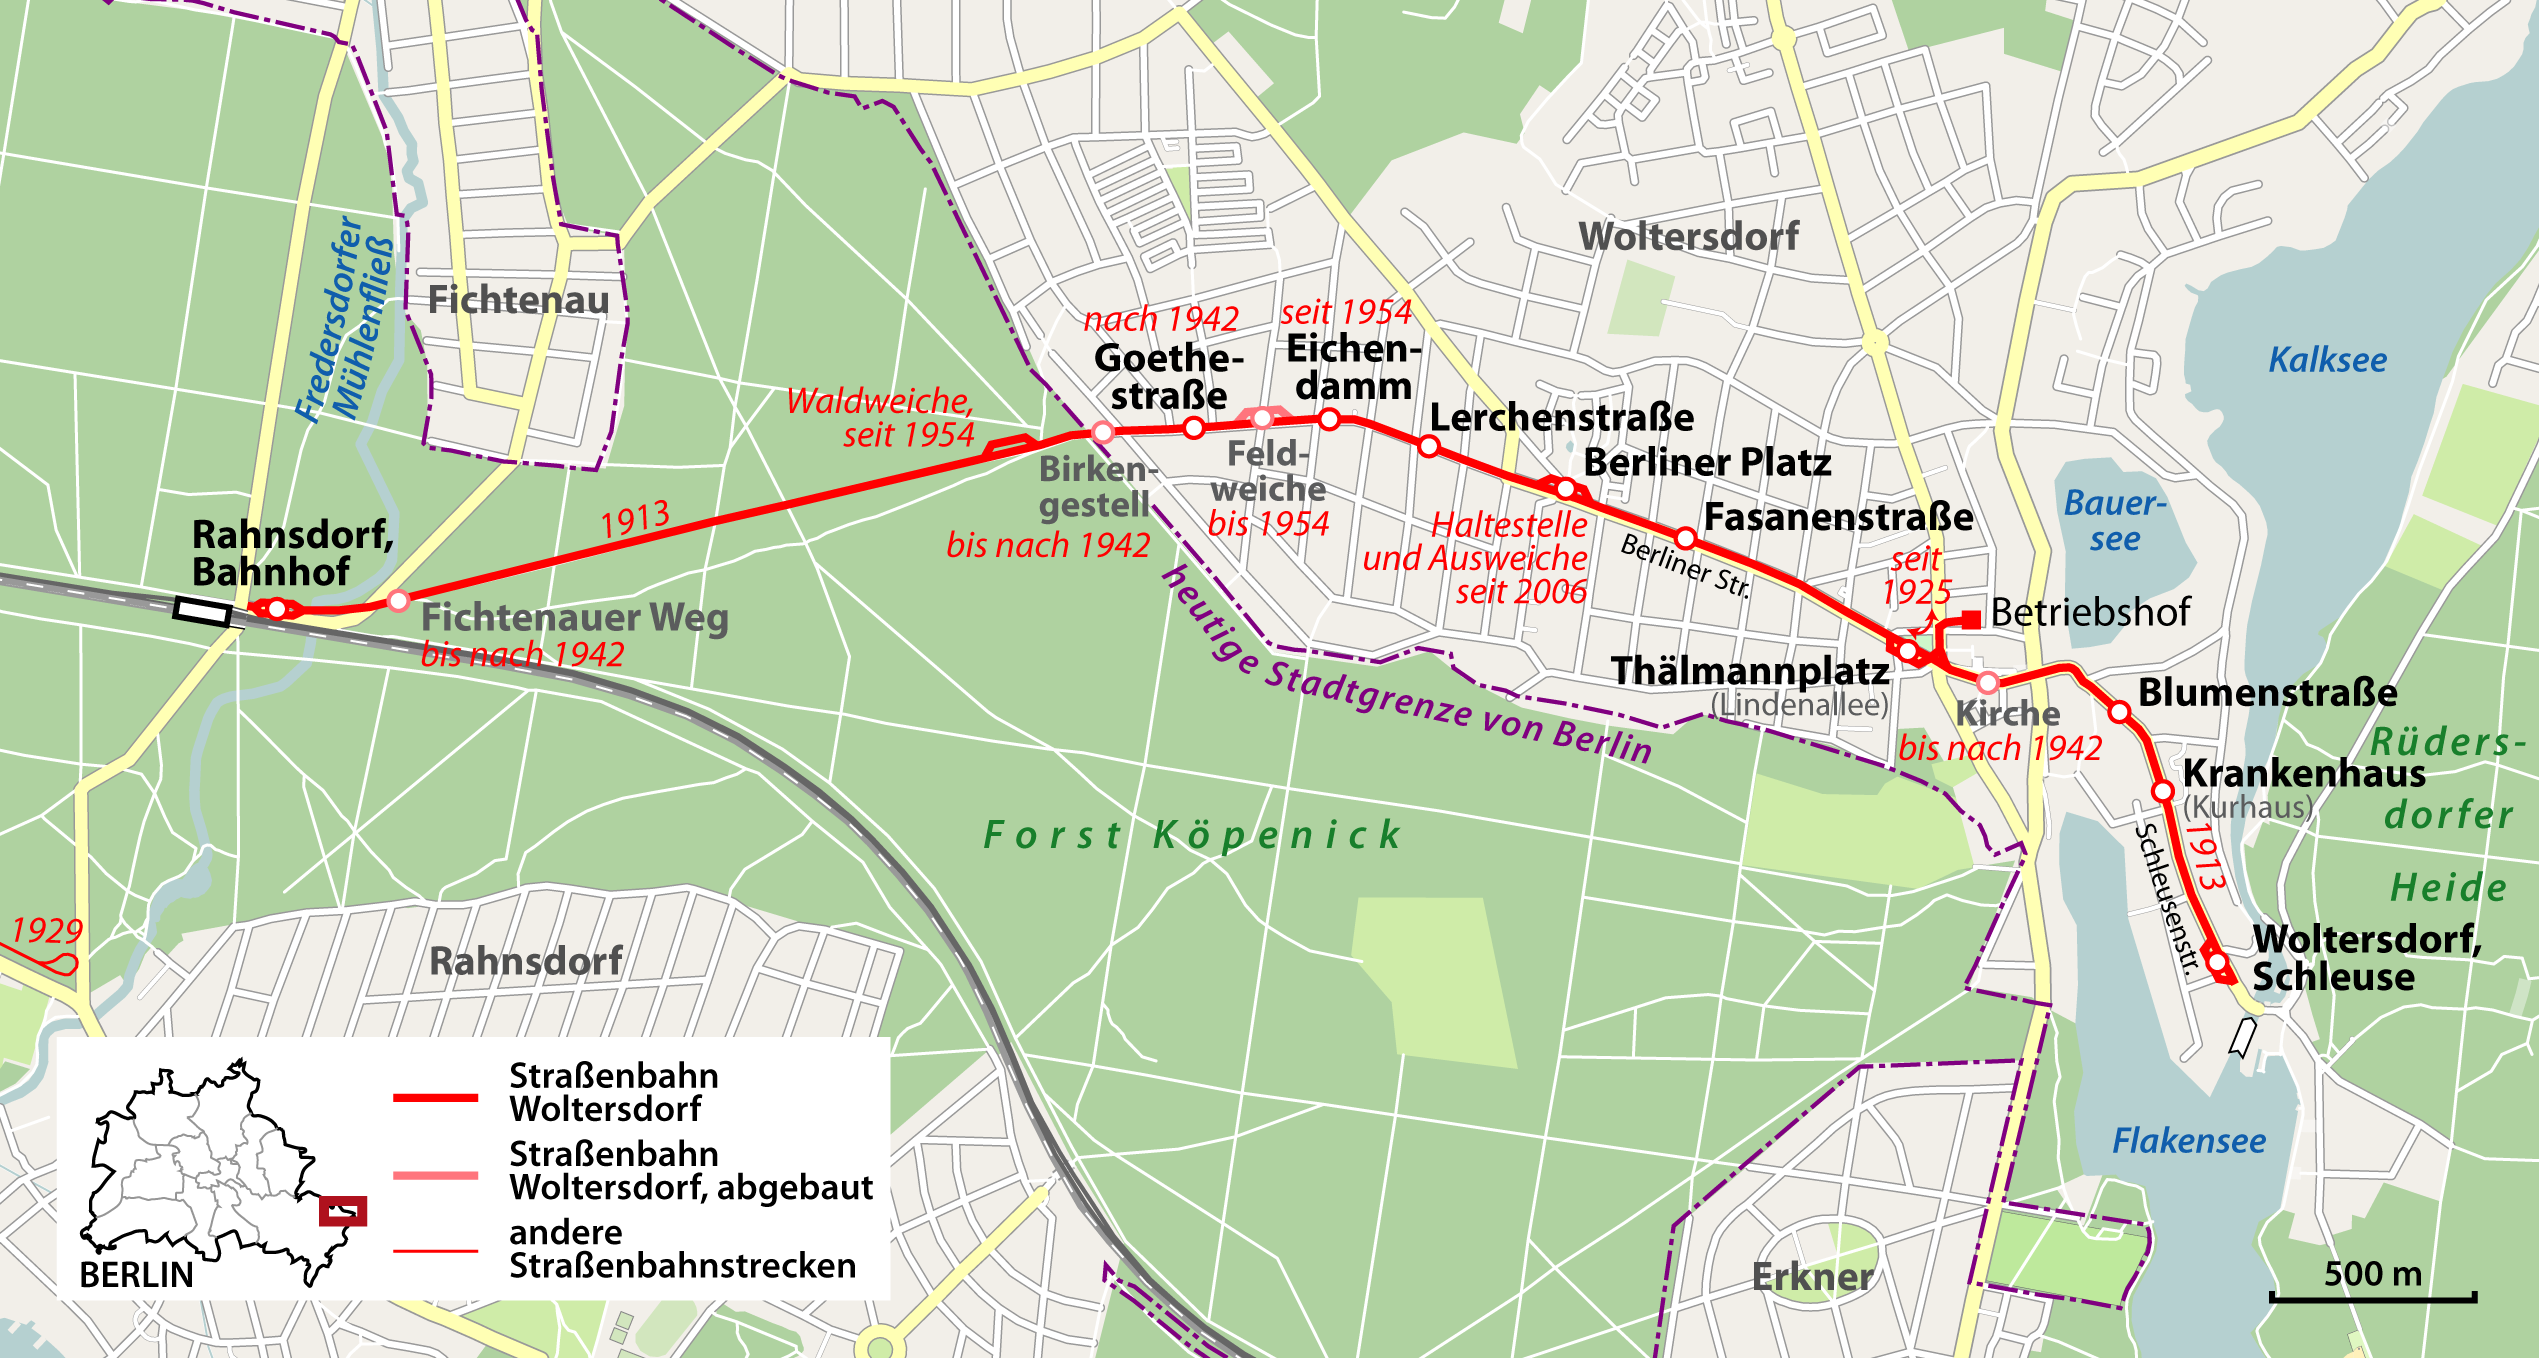 Fredersdorfer
Mühlenfließ
Fichtenau
Woltersdorf
Kalksee
nach 1942
Goethe-
straße
seit 1954
Eichen-
damm
Waldweiche,
seit 1954
Lerchenstraße
Birken-
gestell
bis nach 1942
Feld-
weiche
bis 1954
Berliner Platz
Haltestelle
und Ausweiche
seit 2006
Fasanenstraße
Berliner Str.
Bauer-
see
seit
1925
Betriebshof
Rahnsdorf,
Bahnhof
1913
Fichtenauer Weg
bis nach 1942
heutige Stadtgrenze von Berlin
Thälmannplatz
(Lindenallee)
Kirche
bis nach 1942
Blumenstraße
Krankenhaus
(Kurhaus)
Rüders-
dorfer
Heide
1913
Schleusenstr.
Woltersdorf,
Schleuse
Forst Köpenick
1929
Rahnsdorf
Flakensee
Erkner
500 m
BERLIN
Straßenbahn
Woltersdorf
Straßenbahn
Woltersdorf, abgebaut
andere
Straßenbahnstrecken